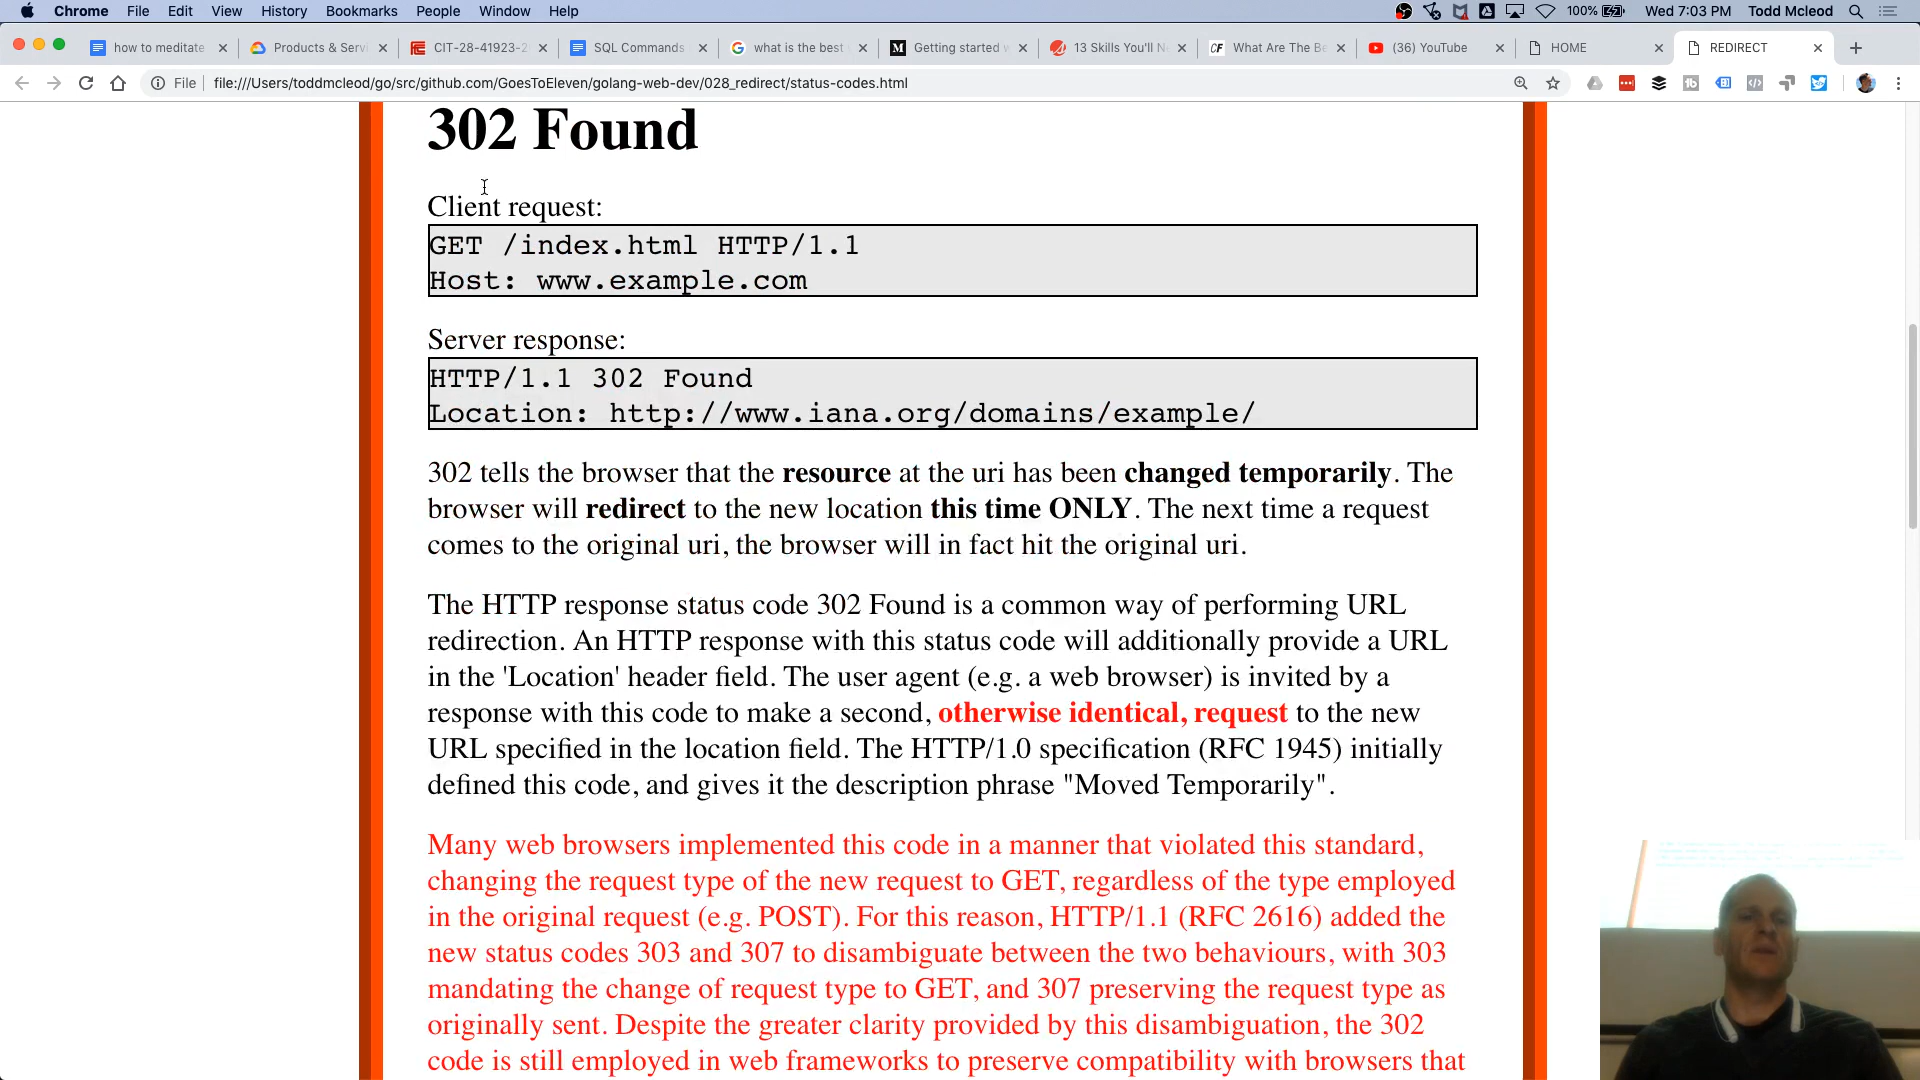 Chrome File Edit View History Bookmarks People Window Help 100% Wed 7:03 PM Todd Mcleod
how to meditate Products & Servi CIT-28-41923-2 SQL Commands what is the best Getting started w 13 Skills You'll N What Are The Be (36) YouTube HOME REDIRECT
File file:///Users/toddmcleod/go/src/github.com/GoesToEleven/golang-web-dev/028_redirect/status-codes.html
302 Found
Client request:
GET /index.html HTTP/1.1
Host: www.example.com
Server response:
HTTP/1.1 302 Found
Location: http://www.iana.org/domains/example/
302 tells the browser that the resource at the uri has been changed temporarily. The
browser will redirect to the new location this time ONLY. The next time a request
comes to the original uri, the browser will in fact hit the original uri.
The HTTP response status code 302 Found is a common way of performing URL
redirection. An HTTP response with this status code will additionally provide a URL
in the 'Location' header field. The user agent (e.g. a web browser) is invited by a
response with this code to make a second, otherwise identical, request to the new
URL specified in the location field. The HTTP/1.0 specification (RFC 1945) initially
defined this code, and gives it the description phrase "Moved Temporarily".
Many web browsers implemented this code in a manner that violated this standard,
changing the request type of the new request to GET, regardless of the type employed
in the original request (e.g. POST). For this reason, HTTP/1.1 (RFC 2616) added the
new status codes 303 and 307 to disambiguate between the two behaviours, with 303
mandating the change of request type to GET, and 307 preserving the request type as
originally sent. Despite the greater clarity provided by this disambiguation, the 302
code is still employed in web frameworks to preserve compatibility with browsers that